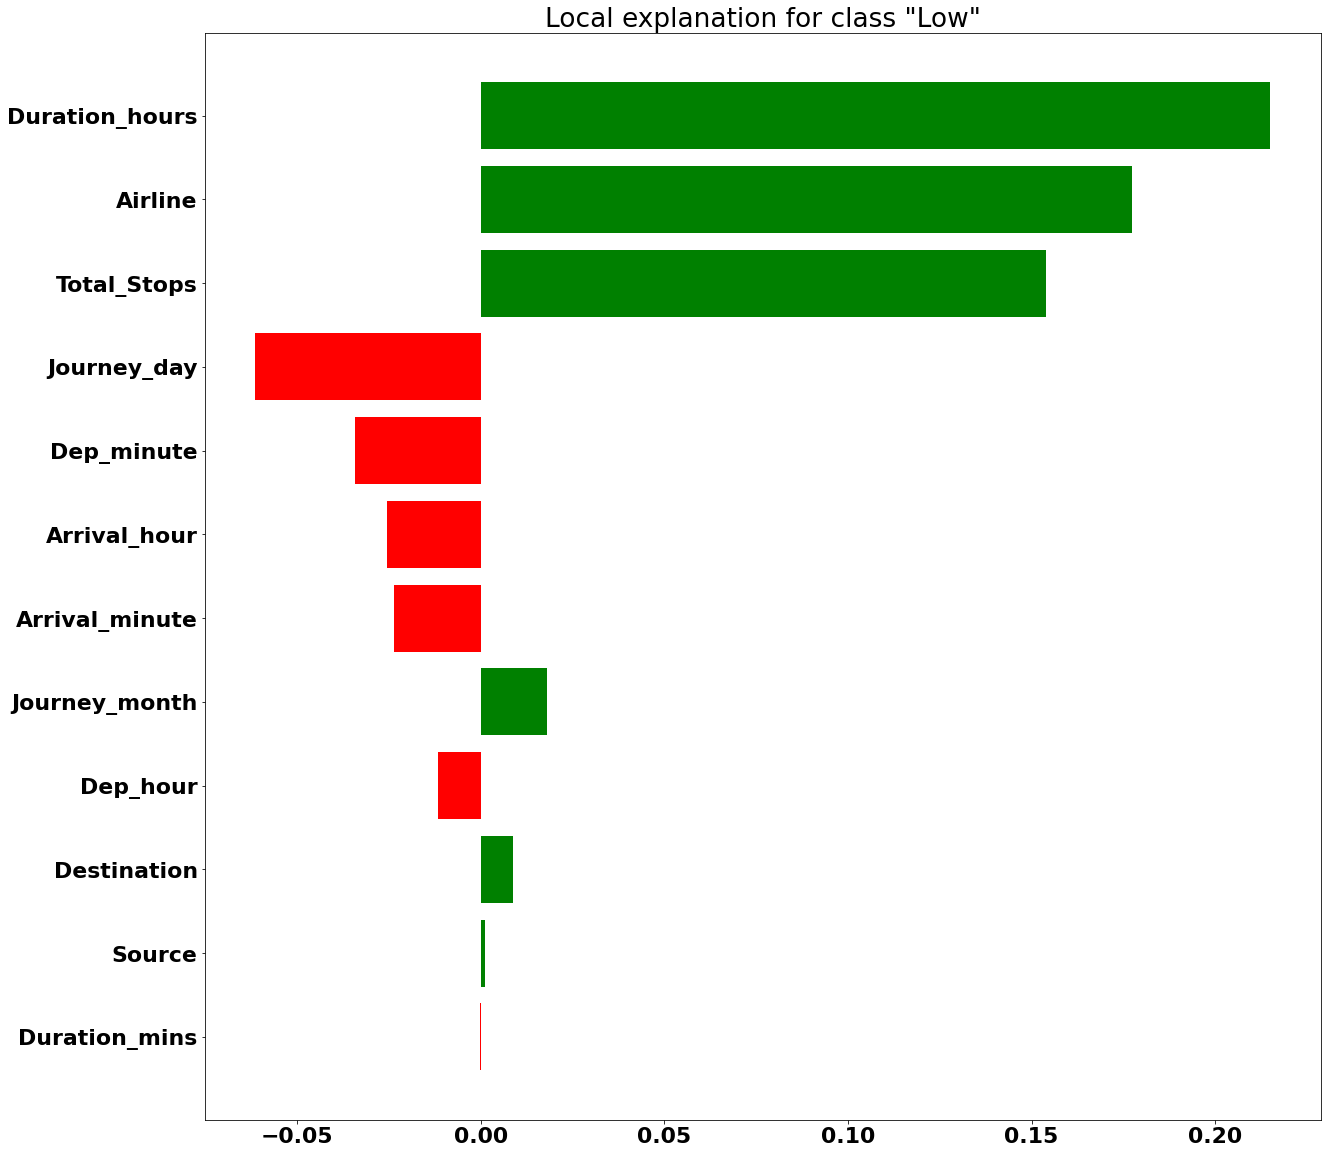 Local explanation for class "Low"
Duration_hours
Airline
Total_Stops
Journey_day
Dep_minute
Arrival_hour
Arrival_minute
Journey_month
Dep_hour
Destination
Source
Duration_mins
−0.05 0.00 0.05 0.10 0.15 0.20